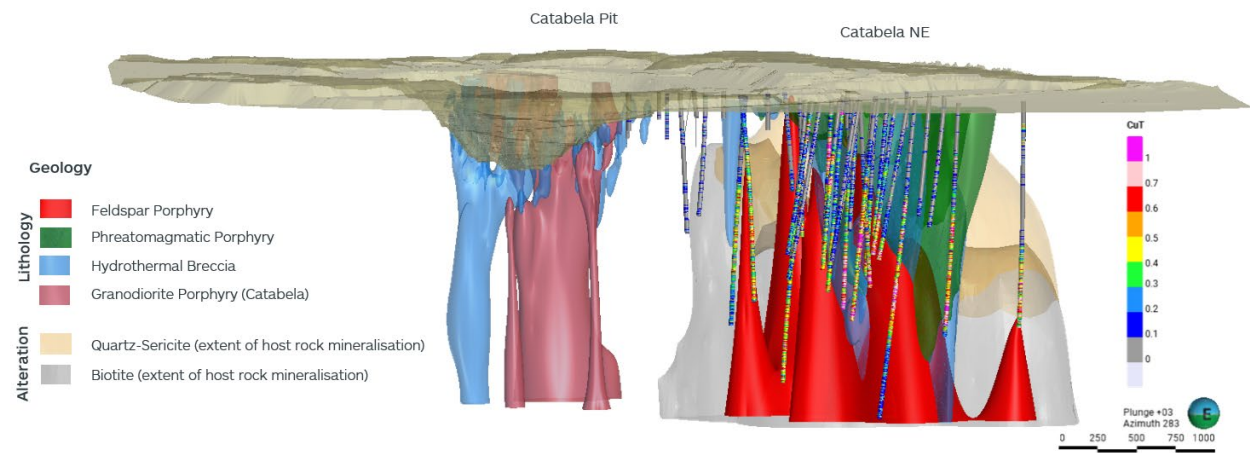 Catabela Pit
Catabela NE
Geology
Lithology
Feldspar Porphyry
Phreatomagmatic Porphyry
Hydrothermal Breccia
Granodiorite Porphyry (Catabela)
Alteration
Quartz-Sericite (extent of host rock mineralisation)
Biotite (extent of host rock mineralisation)
CuT
1
0.7
0.6
0.5
0.4
0.3
0.2
0.1
0
Plunge +03
Azimuth 283
E
0 250 500 750 1000